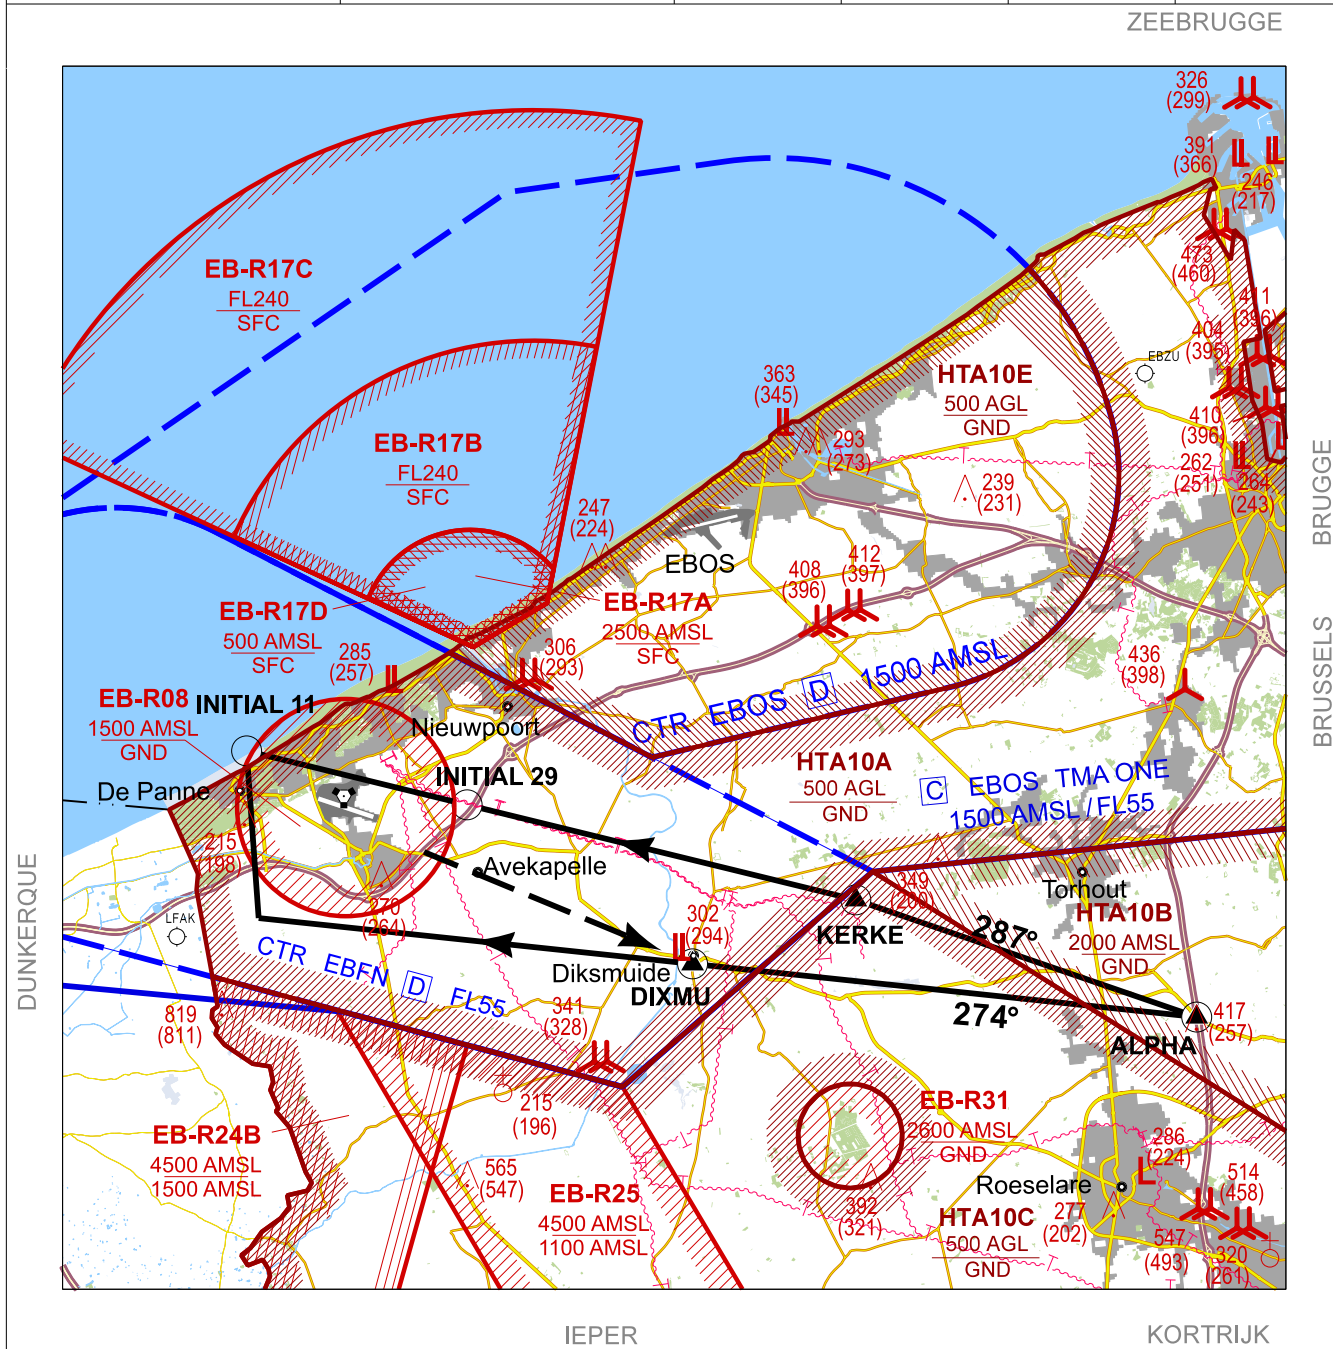 ZEEBRUGGE
326
(299)
391
(366)
246
(217)
473
(460)
EB-R17C
FL240
SFC
411
(396)
404
(395)
EBZU
363
(345)
HTA10E
500 AGL
GND
410
(396)
EB-R17B
FL240
SFC
293
(273)
262
(251)
264
(243)
239
(231)
BRUGGE
247
(224)
EBOS
408
(396)
412
(397)
EB-R17D
500 AMSL
SFC
EB-R17A
2500 AMSL
SFC
285
(257)
306
(293)
436
(398)
BRUSSELS
EB-R08
1500 AMSL
GND
INITIAL 11
Nieuwpoort
CTR EBOS D 1500 AMSL
INITIAL 29
HTA10A
500 AGL
GND
C EBOS TMA ONE
1500 AMSL / FL55
De Panne
215
(198)
Avekapelle
DUNKERQUE
270
(264)
349
(200)
Torhout
LFAK
302
(294)
KERKE
287°
HTA10B
2000 AMSL
GND
CTR EBFN D FL55
Diksmuide
DIXMU
274°
819
(811)
341
(328)
417
(257)
ALPHA
215
(196)
EB-R31
2600 AMSL
GND
EB-R24B
4500 AMSL
1500 AMSL
565
(547)
EB-R25
4500 AMSL
1100 AMSL
286
(224)
Roeselare
514
(458)
392
(321)
HTA10C
500 AGL
GND
277
(202)
547
(493)
320
(261)
IEPER
KORTRIJK